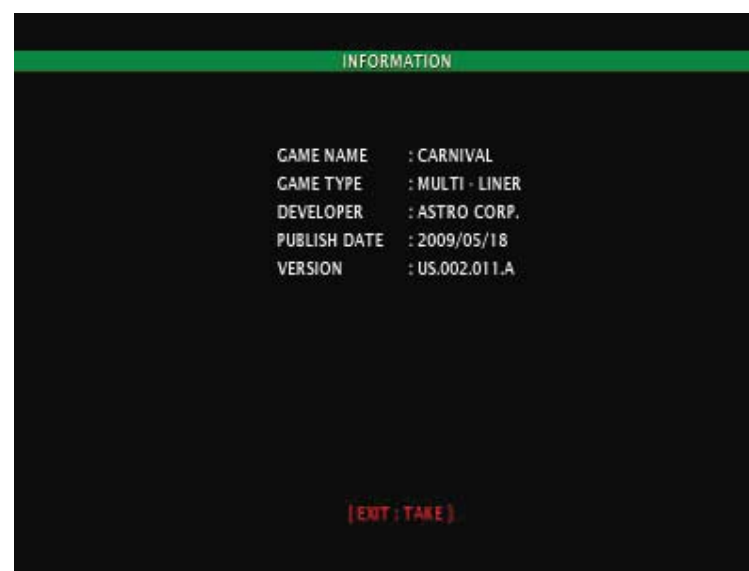 INFORMATION
GAME NAME : CARNIVAL
GAME TYPE : MULTI - LINER
DEVELOPER : ASTRO CORP.
PUBLISH DATE : 2009/05/18
VERSION : US.002.011.A
[ EXIT : TAKE ]